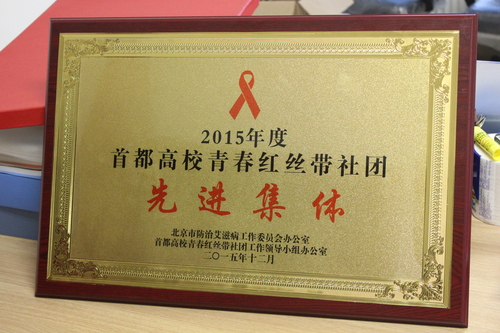 2015年度
首都高校青春红丝带社团
先进集体
北京市防治艾滋病工作委员会办公室
首都高校青春红丝带社团工作领导小组办公室
二〇一五年十二月